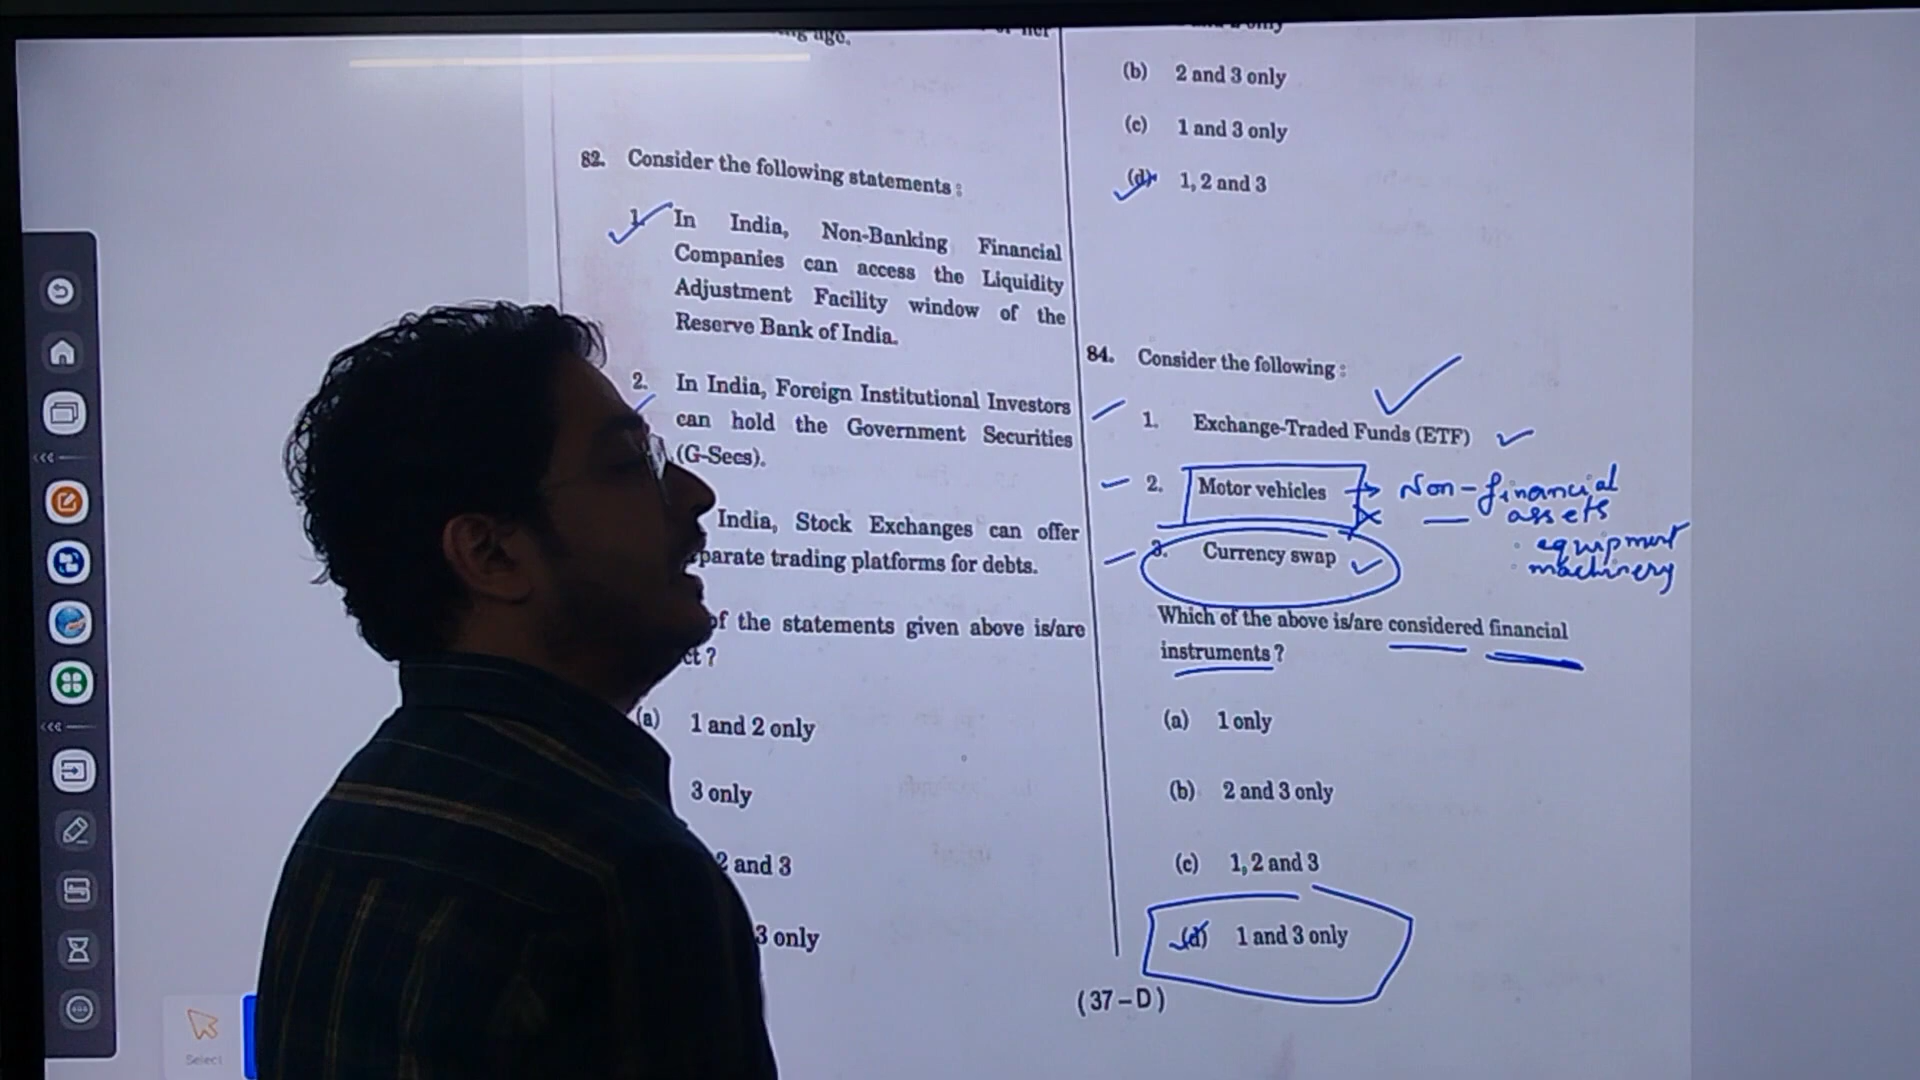 82. Consider the following statements :
1. In India, Non-Banking Financial
Companies can access the Liquidity
Adjustment Facility window of the
Reserve Bank of India.
2. In India, Foreign Institutional Investors
can hold the Government Securities
(G-Secs).
India, Stock Exchanges can offer
parate trading platforms for debts.
of the statements given above is/are
ct ?
(a) 1 and 2 only
3 only
2 and 3
3 only
(b) 2 and 3 only
(c) 1 and 3 only
(d) 1, 2 and 3
84. Consider the following :
1. Exchange-Traded Funds (ETF)
2. Motor vehicles Non-financial
assets
equipment
machinery
3. Currency swap
Which of the above is/are considered financial
instruments ?
(a) 1 only
(b) 2 and 3 only
(c) 1, 2 and 3
(d) 1 and 3 only
(37–D)
Select